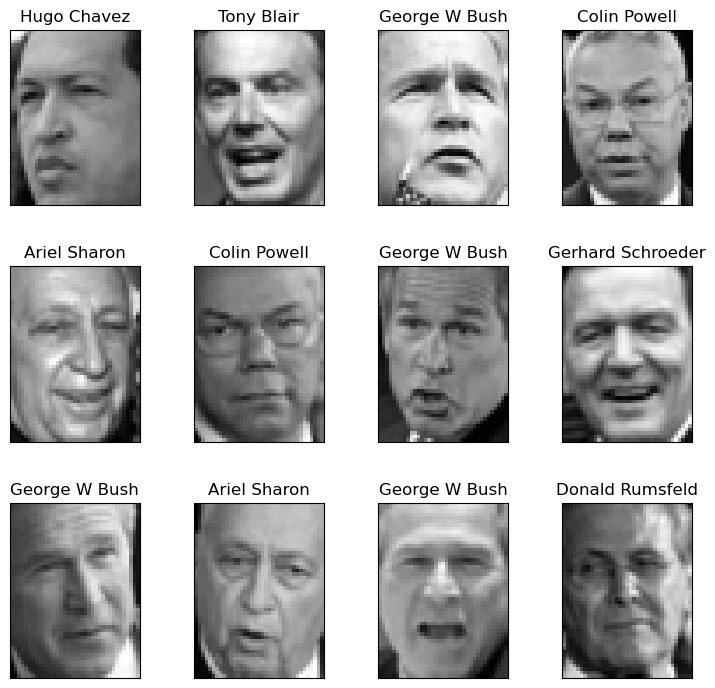 Hugo Chavez
Tony Blair
George W Bush
Colin Powell
Ariel Sharon
Colin Powell
George W Bush
Gerhard Schroeder
George W Bush
Ariel Sharon
George W Bush
Donald Rumsfeld